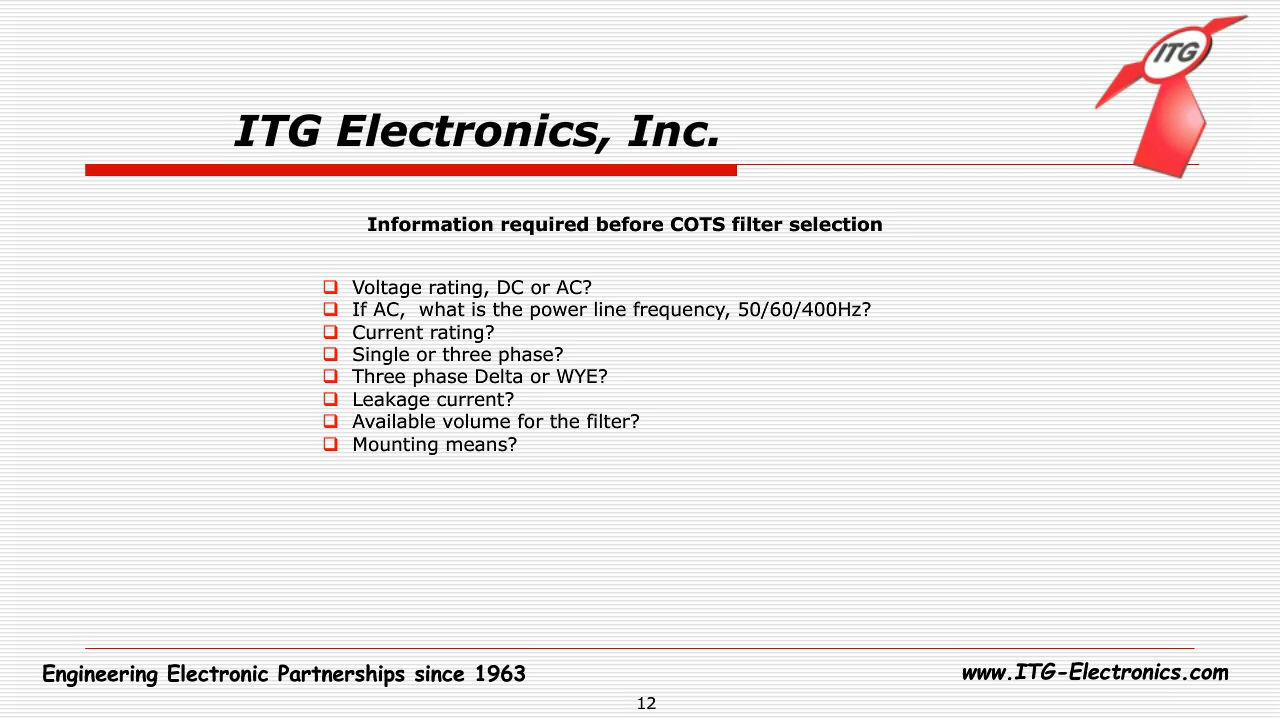 ITG
ITG Electronics, Inc.
Information required before COTS filter selection
❑ Voltage rating, DC or AC?
❑ If AC,  what is the power line frequency, 50/60/400Hz?
❑ Current rating?
❑ Single or three phase?
❑ Three phase Delta or WYE?
❑ Leakage current?
❑ Available volume for the filter?
❑ Mounting means?
Engineering Electronic Partnerships since 1963
www.ITG-Electronics.com
12